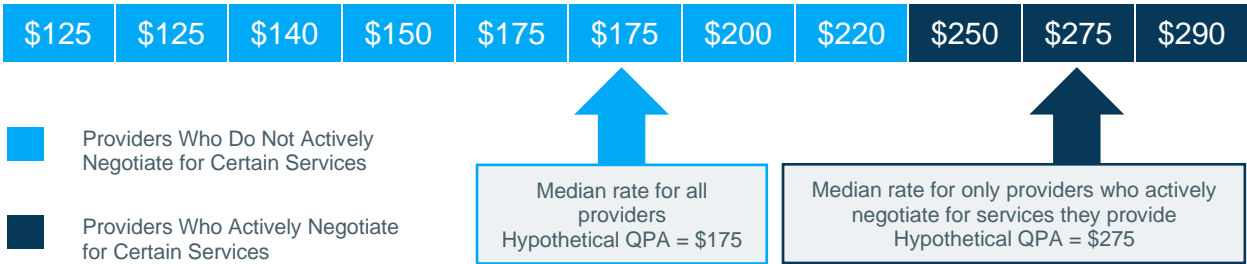 $125 $125 $140 $150 $175 $175 $200 $220 $250 $275 $290
Providers Who Do Not Actively
Negotiate for Certain Services
Providers Who Actively Negotiate
for Certain Services
Median rate for all
providers
Hypothetical QPA = $175
Median rate for only providers who actively
negotiate for services they provide
Hypothetical QPA = $275